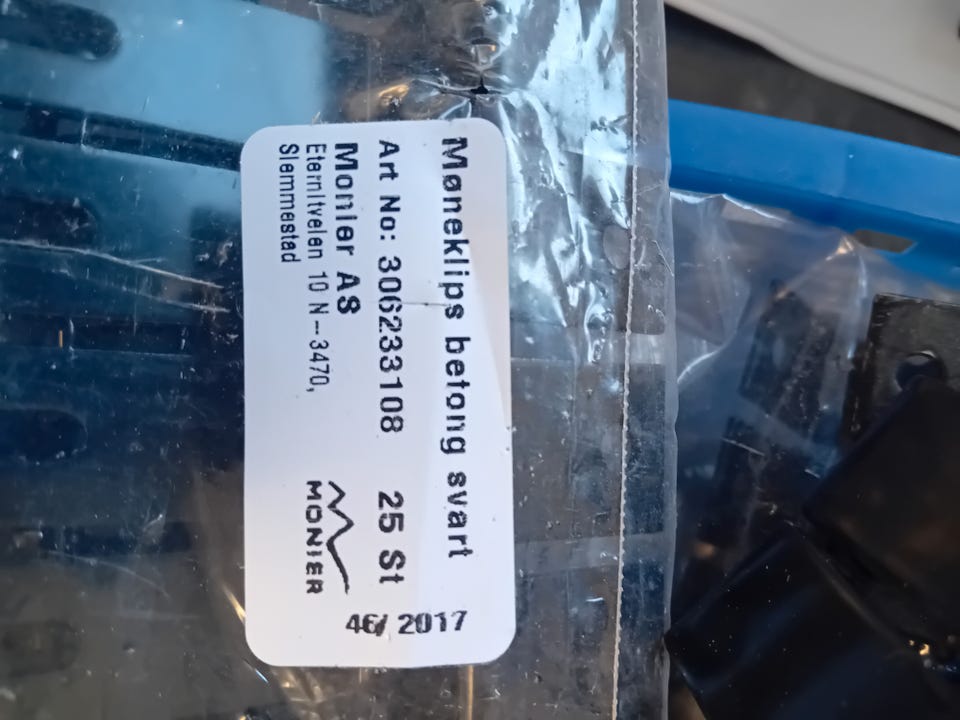 Møneklips betong svart
Art No: 306233108 25 St
Monier AS
Eternitveien 10 N--3470,
Slemmestad
MONIER
46/ 2017